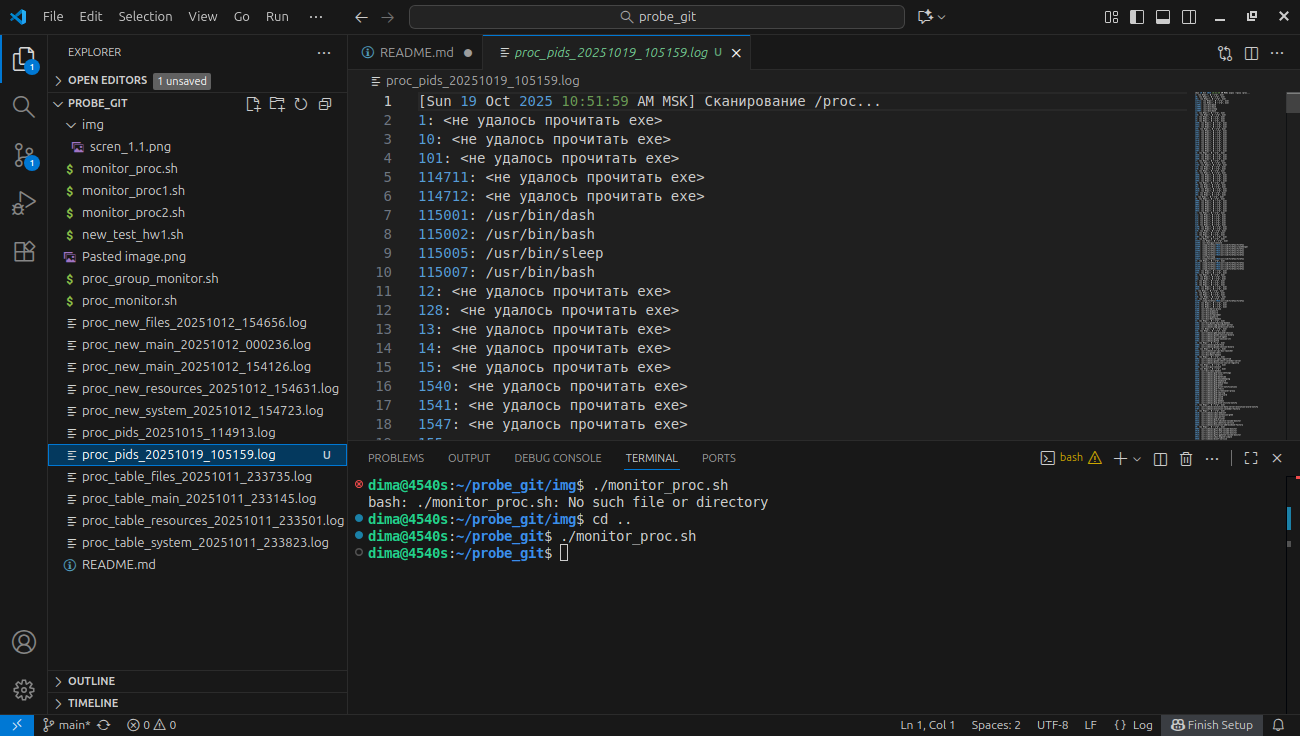 File Edit Selection View Go Run ··· probe_git
EXPLORER ···
OPEN EDITORS 1 unsaved
PROBE_GIT
img
scren_1.1.png
monitor_proc.sh
monitor_proc1.sh
monitor_proc2.sh
new_test_hw1.sh
Pasted image.png
proc_group_monitor.sh
proc_monitor.sh
proc_new_files_20251012_154656.log
proc_new_main_20251012_000236.log
proc_new_main_20251012_154126.log
proc_new_resources_20251012_154631.log
proc_new_system_20251012_154723.log
proc_pids_20251015_114913.log
proc_pids_20251019_105159.log U
proc_table_files_20251011_233735.log
proc_table_main_20251011_233145.log
proc_table_resources_20251011_233501.log
proc_table_system_20251011_233823.log
README.md
OUTLINE
TIMELINE
1
1
README.md proc_pids_20251019_105159.log U
proc_pids_20251019_105159.log
1 [Sun 19 Oct 2025 10:51:59 AM MSK] Сканирование /proc...
2 1: <не удалось прочитать exe>
3 10: <не удалось прочитать exe>
4 101: <не удалось прочитать exe>
5 114711: <не удалось прочитать exe>
6 114712: <не удалось прочитать exe>
7 115001: /usr/bin/dash
8 115002: /usr/bin/bash
9 115005: /usr/bin/sleep
10 115007: /usr/bin/bash
11 12: <не удалось прочитать exe>
12 128: <не удалось прочитать exe>
13 13: <не удалось прочитать exe>
14 14: <не удалось прочитать exe>
15 15: <не удалось прочитать exe>
16 1540: <не удалось прочитать exe>
17 1541: <не удалось прочитать exe>
18 1547: <не удалось прочитать exe>
PROBLEMS OUTPUT DEBUG CONSOLE TERMINAL PORTS bash
dima@4540s:~/probe_git/img$ ./monitor_proc.sh
bash: ./monitor_proc.sh: No such file or directory
dima@4540s:~/probe_git/img$ cd ..
dima@4540s:~/probe_git$ ./monitor_proc.sh
dima@4540s:~/probe_git$
main* 0 0 Ln 1, Col 1 Spaces: 2 UTF-8 LF {} Log Finish Setup